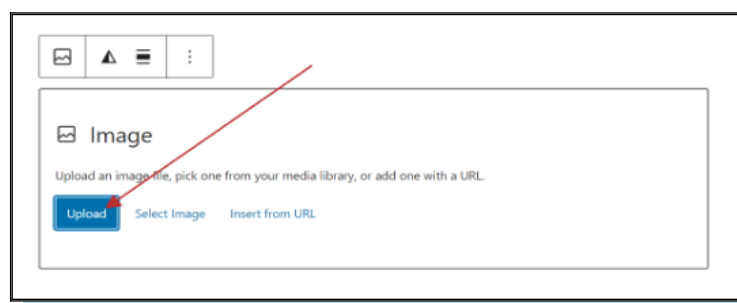 Image
Upload an image file, pick one from your media library, or add one with a URL.
Upload Select Image Insert from URL